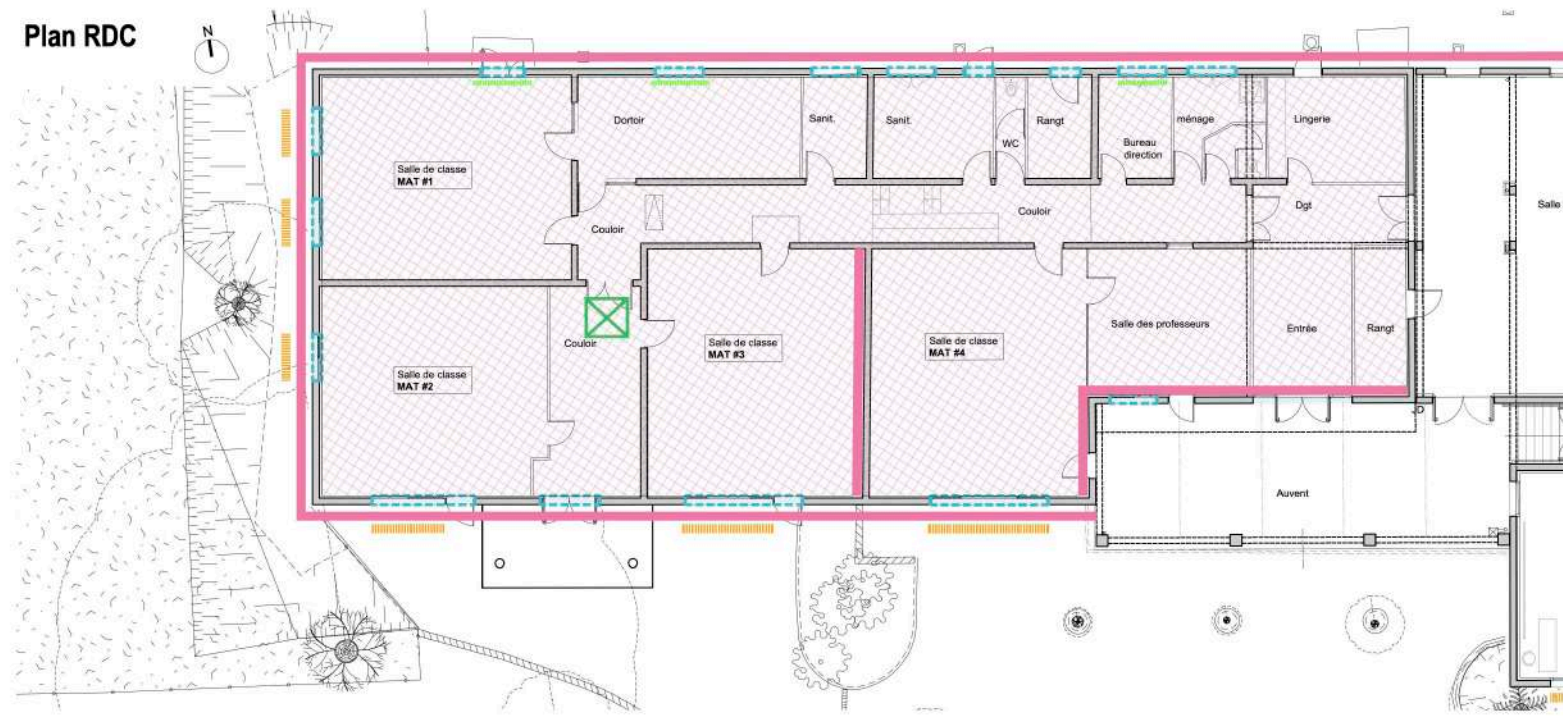 Plan RDC
N
Dortoir
Sanit.
Sanit.
WC
Rangt
Bureau
direction
ménage
Lingerie
Salle de classe
MAT #1
Couloir
Couloir
Dgt
Salle
Salle de classe
MAT #2
Couloir
Salle de classe
MAT #3
Salle de classe
MAT #4
Salle des professeurs
Entrée
Rangt
Auvent